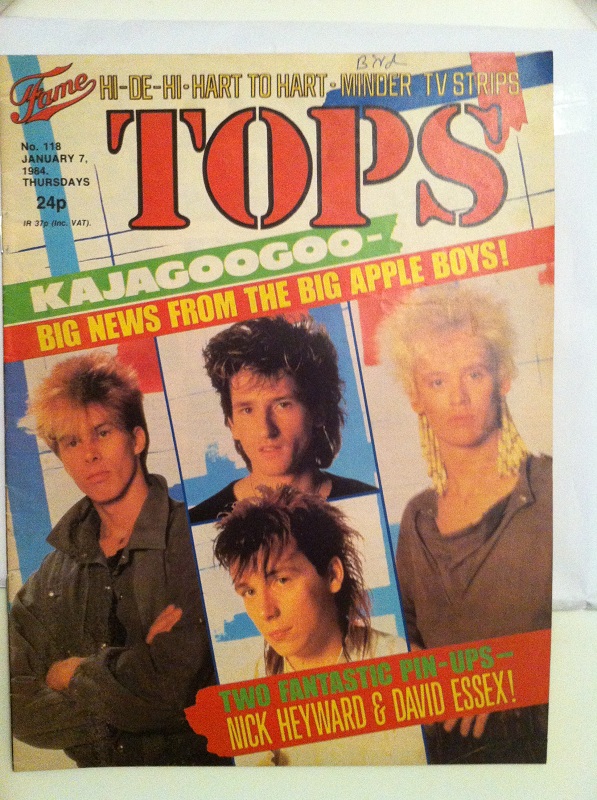 Bird
Fame
HI-DE-HI • HART TO HART • MINDER TV STRIPS
TOPS
No. 118
JANUARY 7,
1984.
THURSDAYS
24p
IR 37p (Inc. VAT).
KAJAGOOGOO-
BIG NEWS FROM THE BIG APPLE BOYS!
TWO FANTASTIC PIN-UPS—
NICK HEYWARD & DAVID ESSEX!